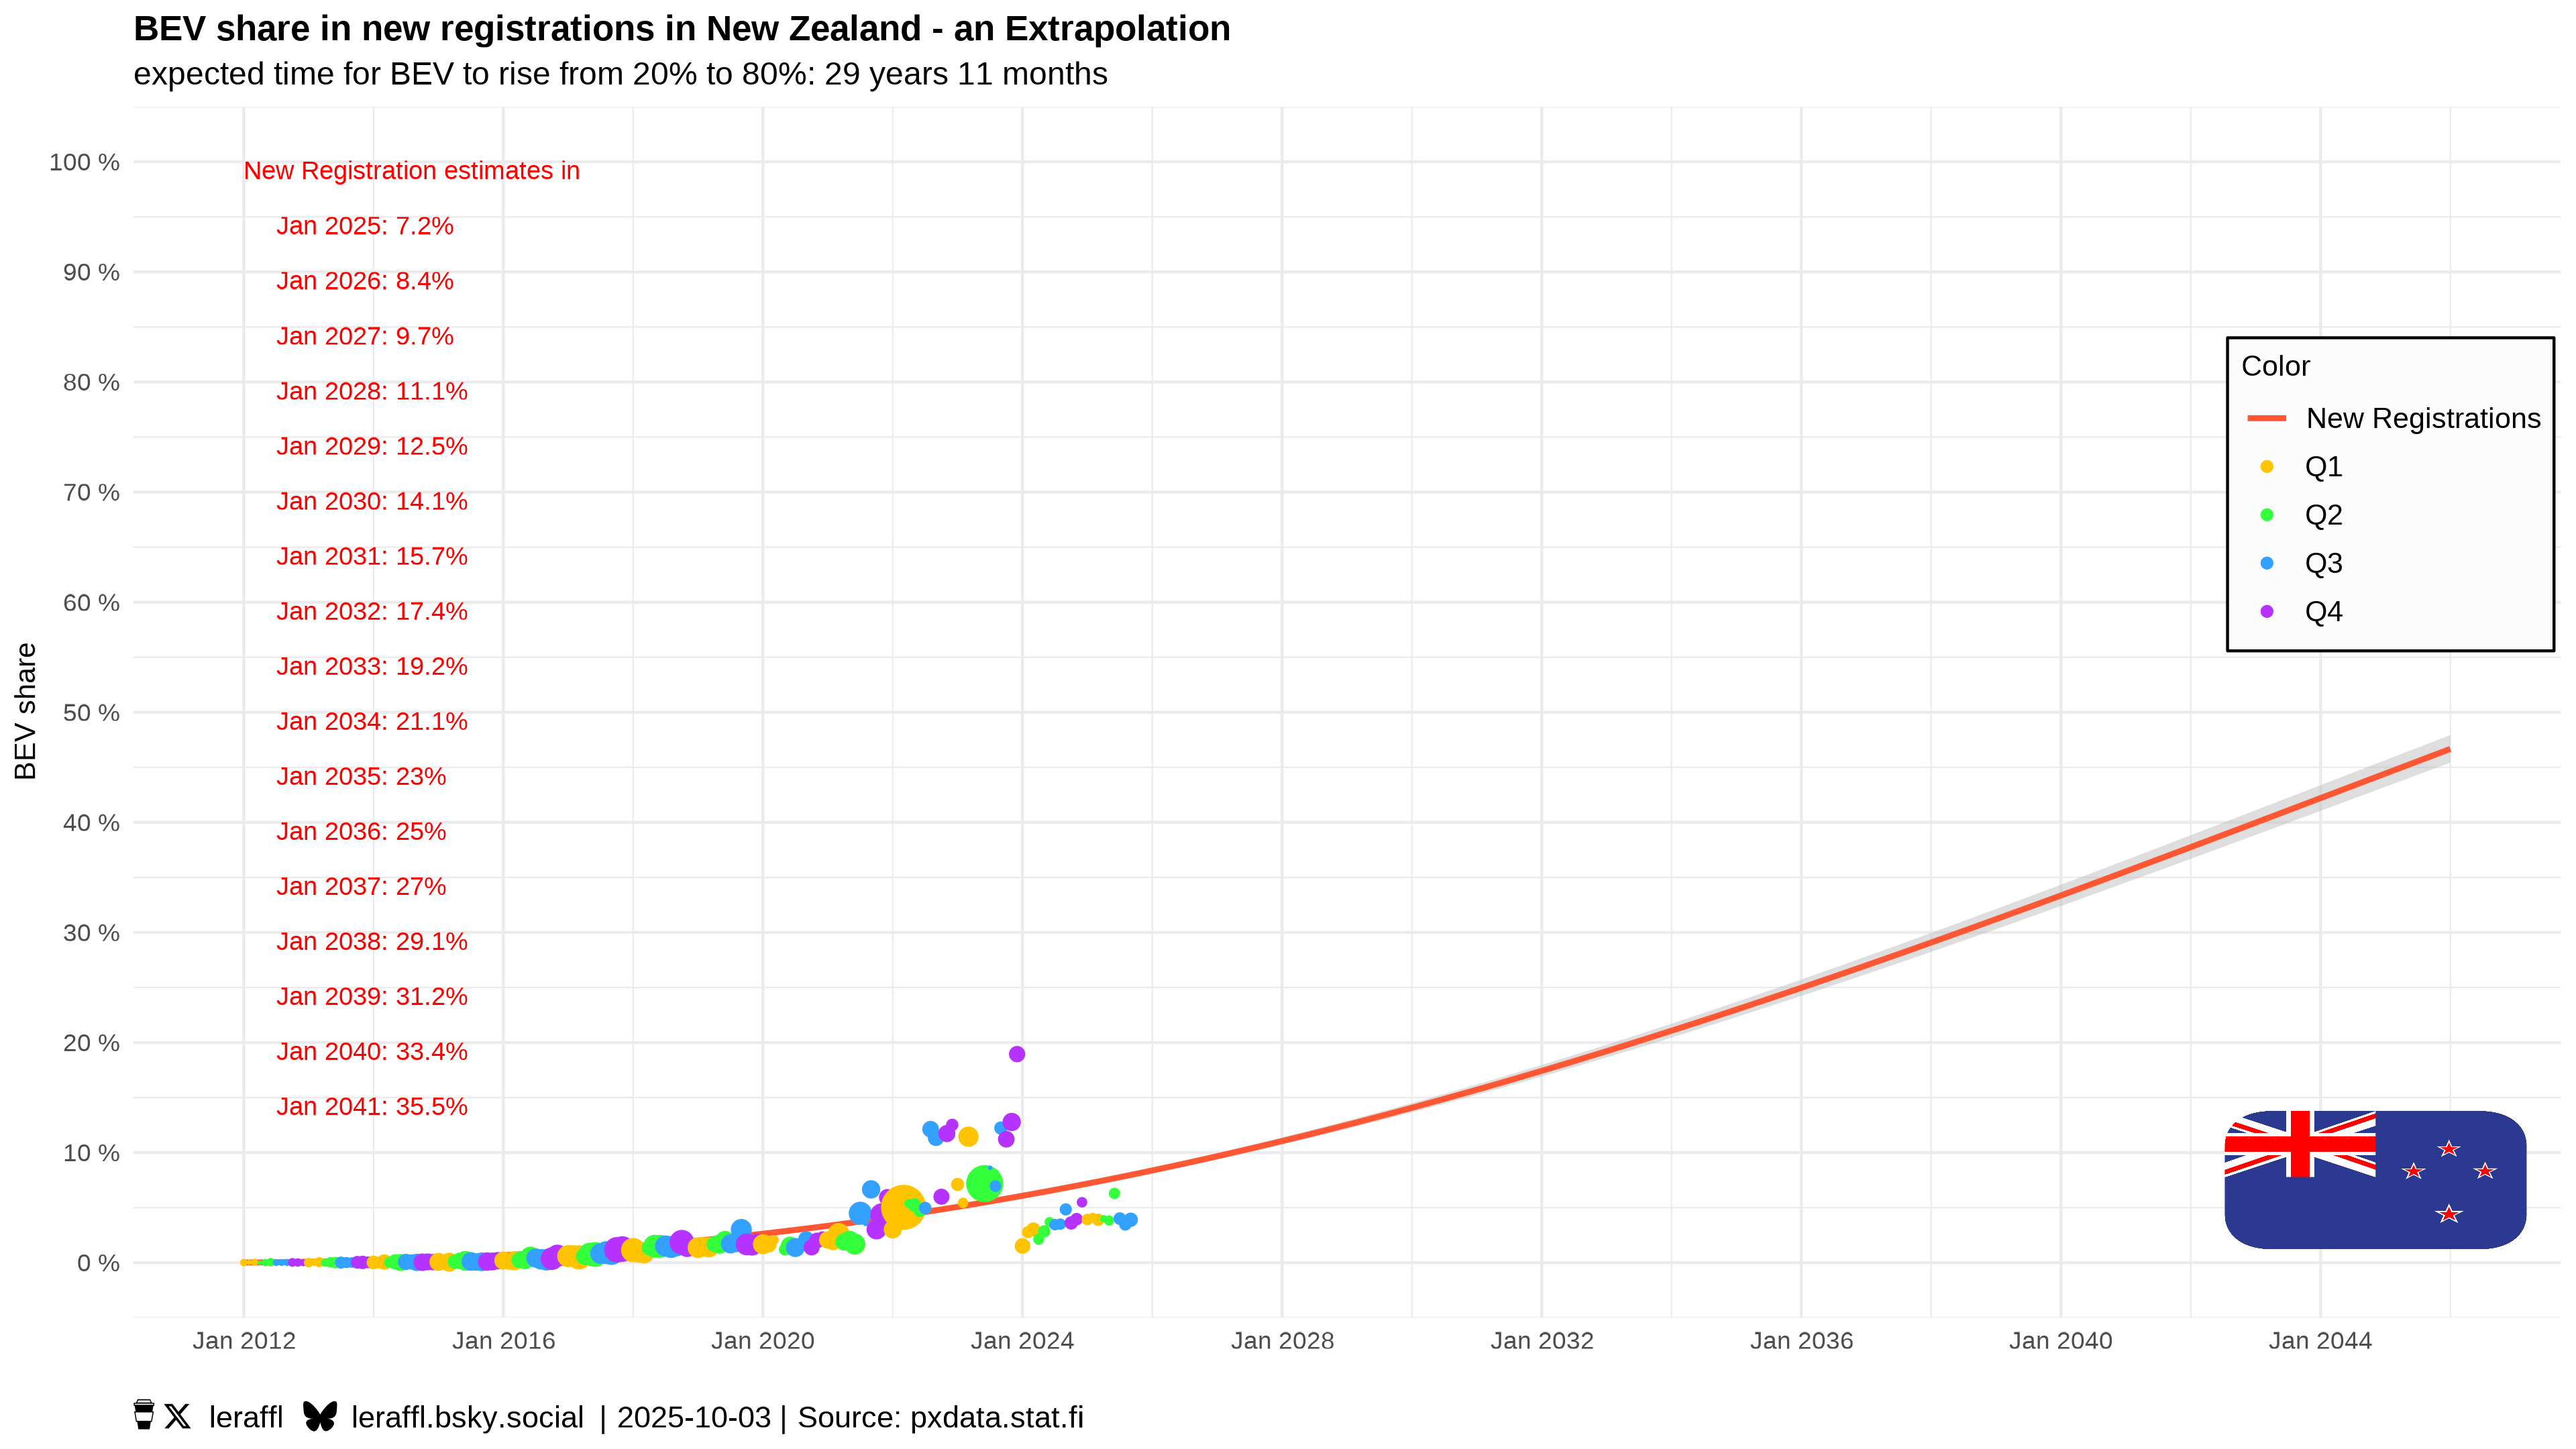 BEV share in new registrations in New Zealand - an Extrapolation
expected time for BEV to rise from 20% to 80%: 29 years 11 months
BEV share
100 %
90 %
80 %
70 %
60 %
50 %
40 %
30 %
20 %
10 %
0 %
New Registration estimates in
Jan 2025: 7.2%
Jan 2026: 8.4%
Jan 2027: 9.7%
Jan 2028: 11.1%
Jan 2029: 12.5%
Jan 2030: 14.1%
Jan 2031: 15.7%
Jan 2032: 17.4%
Jan 2033: 19.2%
Jan 2034: 21.1%
Jan 2035: 23%
Jan 2036: 25%
Jan 2037: 27%
Jan 2038: 29.1%
Jan 2039: 31.2%
Jan 2040: 33.4%
Jan 2041: 35.5%
Color
New Registrations
Q1
Q2
Q3
Q4
Jan 2012 Jan 2016 Jan 2020 Jan 2024 Jan 2028 Jan 2032 Jan 2036 Jan 2040 Jan 2044
leraffl leraffl.bsky.social | 2025-10-03 | Source: pxdata.stat.fi